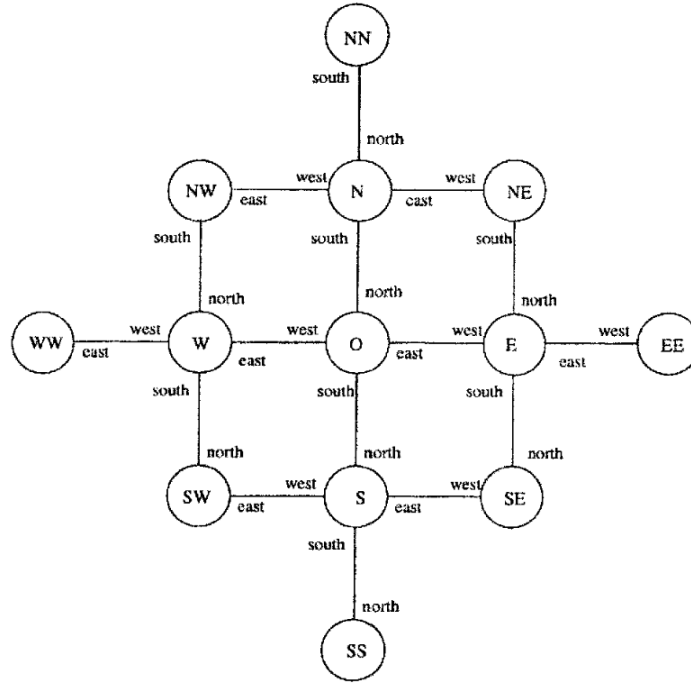 NN
south
north
NW west N west NE
east cast
south south south
north north north
WW west W west O west E west EE
east east east east
south south south
north north north
SW west S west SE
east east
south
north
SS